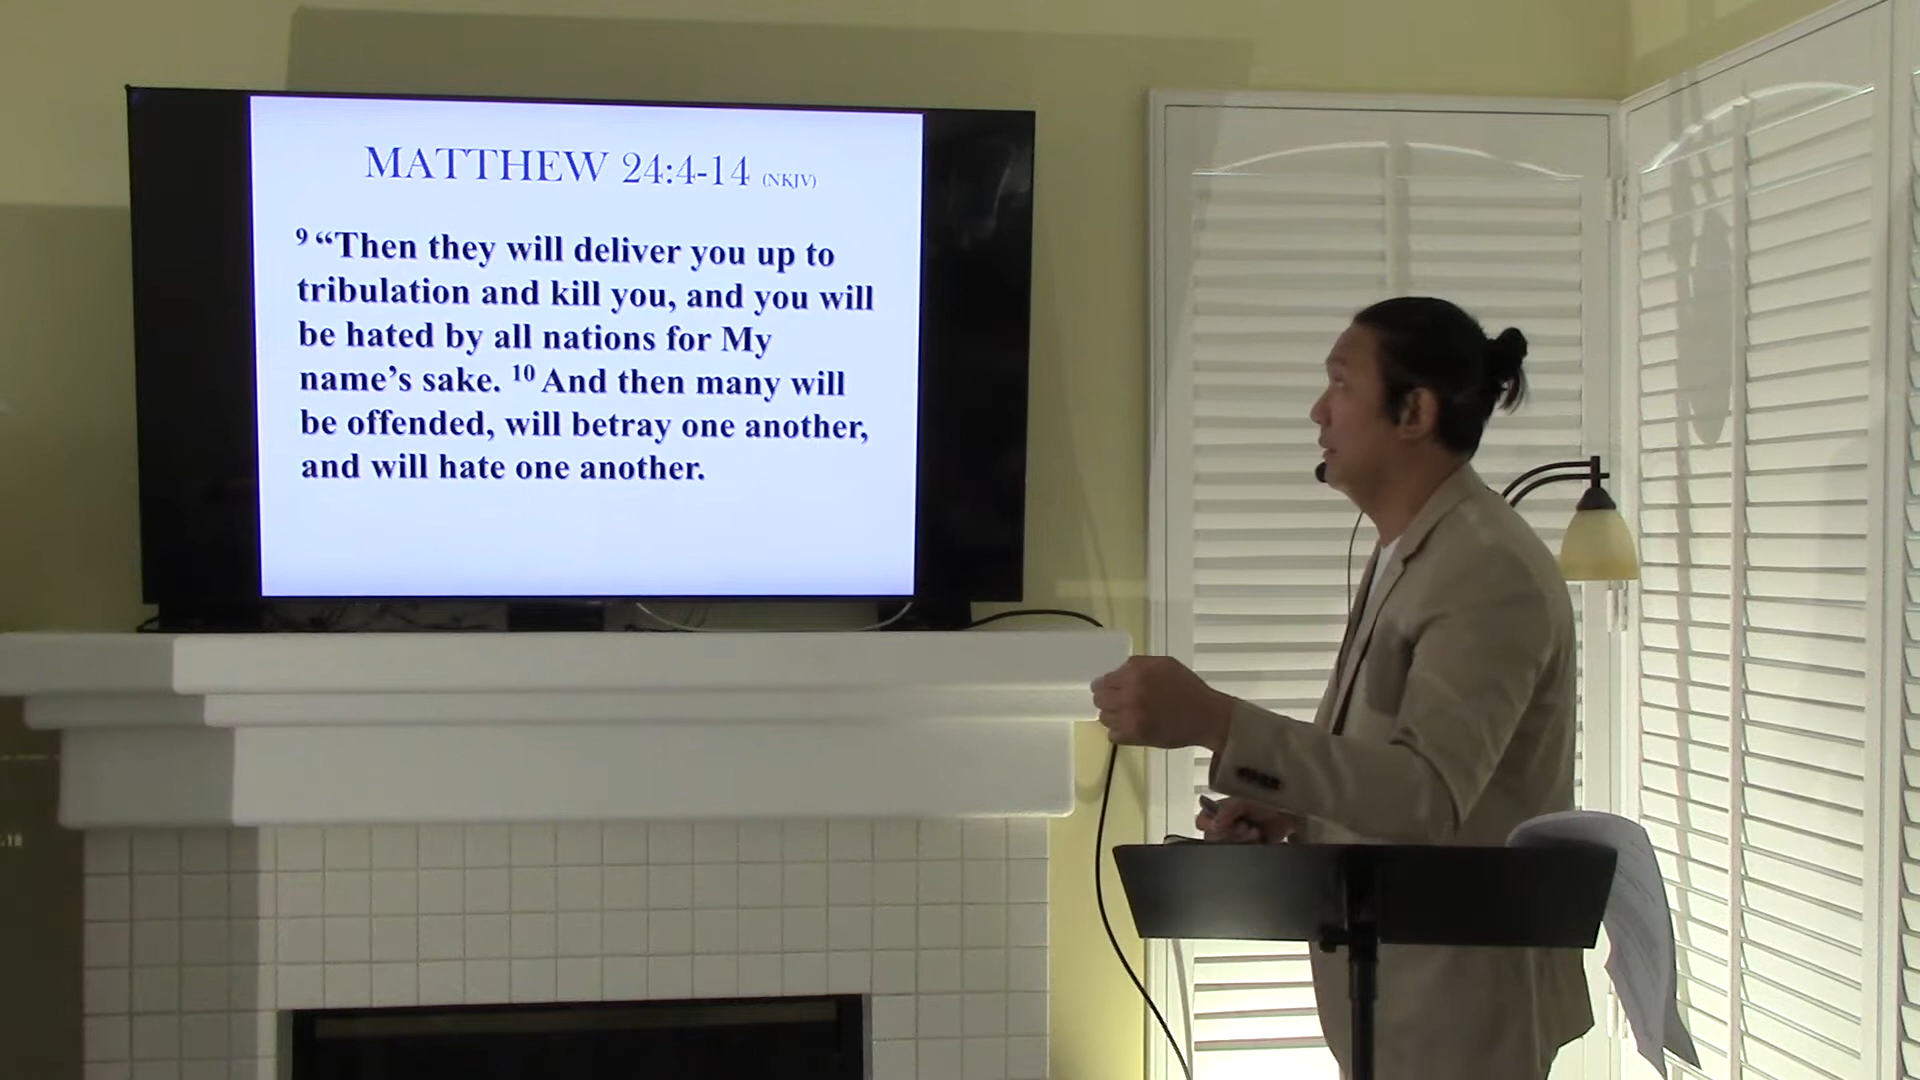 MATTHEW 24:4-14 (NKJV)
9 “Then they will deliver you up to
tribulation and kill you, and you will
be hated by all nations for My
name’s sake. 10 And then many will
be offended, will betray one another,
and will hate one another.